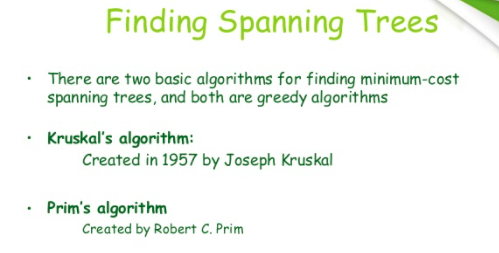 Finding Spanning Trees
• There are two basic algorithms for finding minimum-cost
spanning trees, and both are greedy algorithms
• Kruskal's algorithm:
Created in 1957 by Joseph Kruskal
• Prim's algorithm
Created by Robert C. Prim